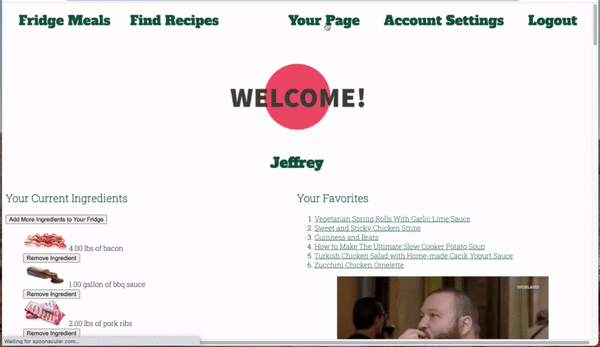 Fridge Meals Find Recipes Your Page Account Settings Logout
WELCOME!
Jeffrey
Your Current Ingredients
Add More Ingredients to Your Fridge
4.00 lbs of bacon
Remove Ingredient
1.00 gallon of bbq sauce
Remove Ingredient
2.00 lbs of pork ribs
Remove Ingredient
Your Favorites
1. Vegetarian Spring Rolls With Garlic Lime Sauce
2. Sweet and Sticky Chicken Strips
3. Guinness and Brats
4. How to Make The Ultimate Slow Cooker Potato Soup
5. Turkish Chicken Salad with Home-made Cacik Yogurt Sauce
6. Zucchini Chicken Omelette
VICELAND
Waiting for spoonacular.com...